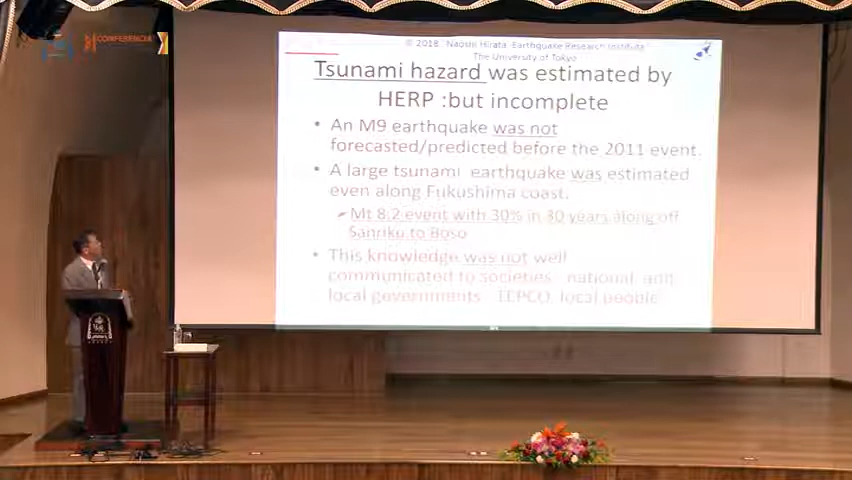 CONFERENCIA
© 2018 Naoshi Hirata Earthquake Research Institute
The University of Tokyo
Tsunami hazard was estimated by
HERP :but incomplete
• An M9 earthquake was not
forecasted/predicted before the 2011 event.
• A large tsunami earthquake was estimated
even along Fukushima coast.
Mt 8.2 event with 30% in 30 years along off
Sanriku to Boso
• This knowledge was not well
communicated to societies national and
local governments TEPCO, local people